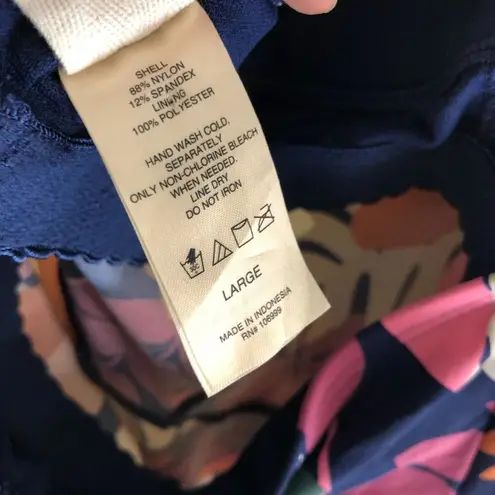 SHELL
88% NYLON
12% SPANDEX
LINING
100% POLYESTER
HAND WASH COLD.
SEPARATELY
ONLY NON-CHLORINE BLEACH
WHEN NEEDED.
LINE DRY
DO NOT IRON
LARGE
MADE IN INDONESIA
RN# 106999